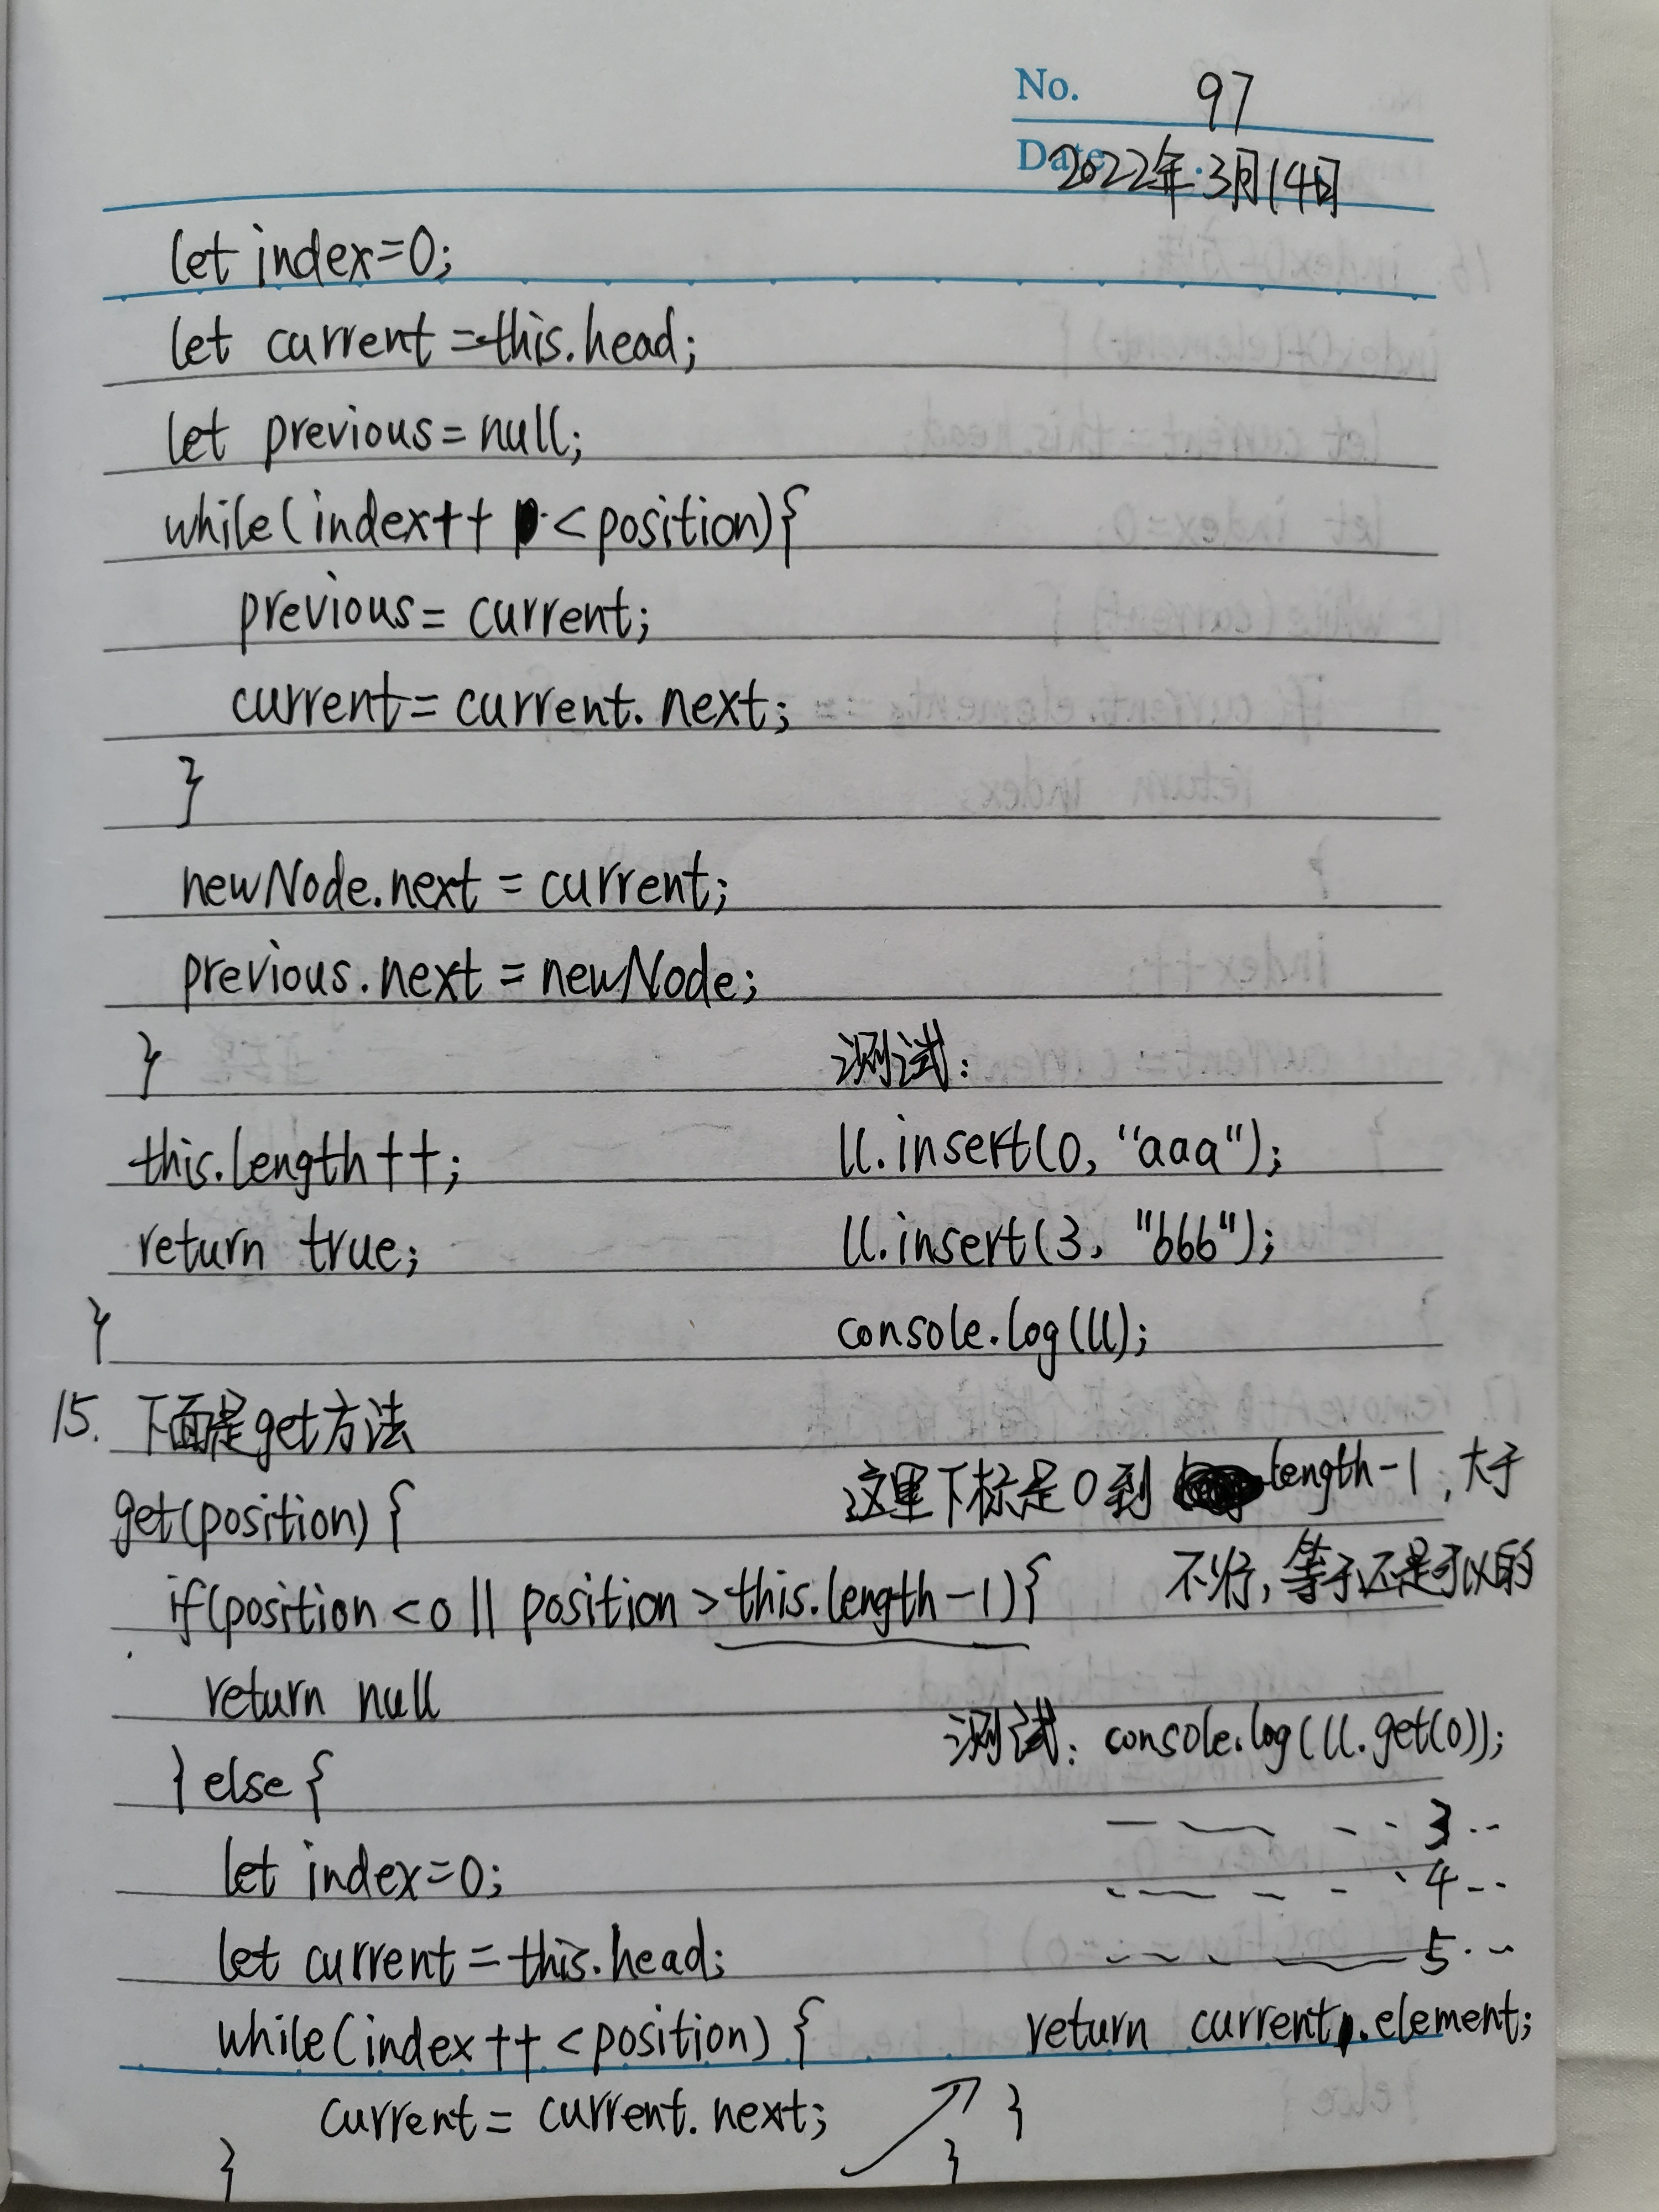 No. 97
Date 2022年3月14日
let index=0;
let current=this.head;
let previous=null;
while(index++ <position){
previous=current;
current=current.next;
}
newNode.next=current;
previous.next=newNode;
}
this.length++;
return true;
}
测试:
ll.insert(0, "aaa");
ll.insert(3, "bbb");
console.log(ll);
15. 下面是get方法
get(position){
if(position<0||position>this.length-1){
return null
}else{
let index=0;
let current=this.head;
while(index++<position){
current=current.next;
}
这里下标是0到length-1,大于
不行,等于还是可以的
测试: console.log(ll.get(0));
3
4
5
return current.element;
}
}